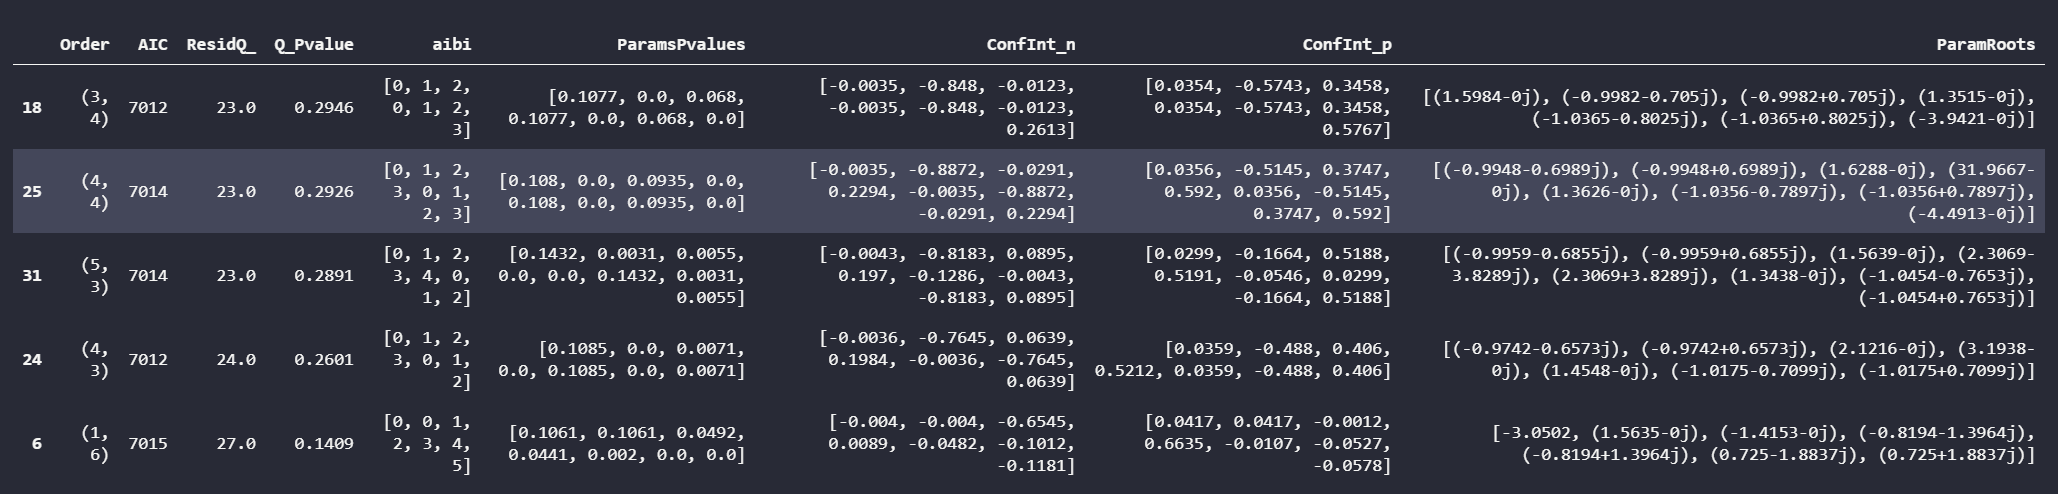 Order AIC ResidQ_ Q_Pvalue aibi ParamsPvalues ConfInt_n ConfInt_p ParamRoots
[0, 1, 2, [-0.0035, -0.848, -0.0123, [0.0354, -0.5743, 0.3458,
(3, [0.1077, 0.0, 0.068, [(1.5984-0j), (-0.9982-0.705j), (-0.9982+0.705j), (1.3515-0j),
18 7012 23.0 0.2946 0, 1, 2, -0.0035, -0.848, -0.0123, 0.0354, -0.5743, 0.3458,
4) 0.1077, 0.0, 0.068, 0.0] (-1.0365-0.8025j), (-1.0365+0.8025j), (-3.9421-0j)]
3] 0.2613] 0.5767]
[0, 1, 2, [-0.0035, -0.8872, -0.0291, [0.0356, -0.5145, 0.3747, [(-0.9948-0.6989j), (-0.9948+0.6989j), (1.6288-0j), (31.9667-
(4, [0.108, 0.0, 0.0935, 0.0,
25 7014 23.0 0.2926 3, 0, 1, 0.2294, -0.0035, -0.8872, 0.592, 0.0356, -0.5145, 0j), (1.3626-0j), (-1.0356-0.7897j), (-1.0356+0.7897j),
4) 0.108, 0.0, 0.0935, 0.0]
2, 3] -0.0291, 0.2294] 0.3747, 0.592] (-4.4913-0j)]
[0, 1, 2, [0.1432, 0.0031, 0.0055, [-0.0043, -0.8183, 0.0895, [0.0299, -0.1664, 0.5188, [(-0.9959-0.6855j), (-0.9959+0.6855j), (1.5639-0j), (2.3069-
(5,
31 7014 23.0 0.2891 3, 4, 0, 0.0, 0.0, 0.1432, 0.0031, 0.197, -0.1286, -0.0043, 0.5191, -0.0546, 0.0299, 3.8289j), (2.3069+3.8289j), (1.3438-0j), (-1.0454-0.7653j),
3)
1, 2] 0.0055] -0.8183, 0.0895] -0.1664, 0.5188] (-1.0454+0.7653j)]
[0, 1, 2, [-0.0036, -0.7645, 0.0639,
(4, [0.1085, 0.0, 0.0071, [0.0359, -0.488, 0.406, [(-0.9742-0.6573j), (-0.9742+0.6573j), (2.1216-0j), (3.1938-
24 7012 24.0 0.2601 3, 0, 1, 0.1984, -0.0036, -0.7645,
3) 0.0, 0.1085, 0.0, 0.0071] 0.5212, 0.0359, -0.488, 0.406] 0j), (1.4548-0j), (-1.0175-0.7099j), (-1.0175+0.7099j)]
2] 0.0639]
[0, 0, 1, [-0.004, -0.004, -0.6545, [0.0417, 0.0417, -0.0012,
(1, [0.1061, 0.1061, 0.0492, [-3.0502, (1.5635-0j), (-1.4153-0j), (-0.8194-1.3964j),
6 7015 27.0 0.1409 2, 3, 4, 0.0089, -0.0482, -0.1012, 0.6635, -0.0107, -0.0527,
6) 0.0441, 0.002, 0.0, 0.0] (-0.8194+1.3964j), (0.725-1.8837j), (0.725+1.8837j)]
5] -0.1181] -0.0578]